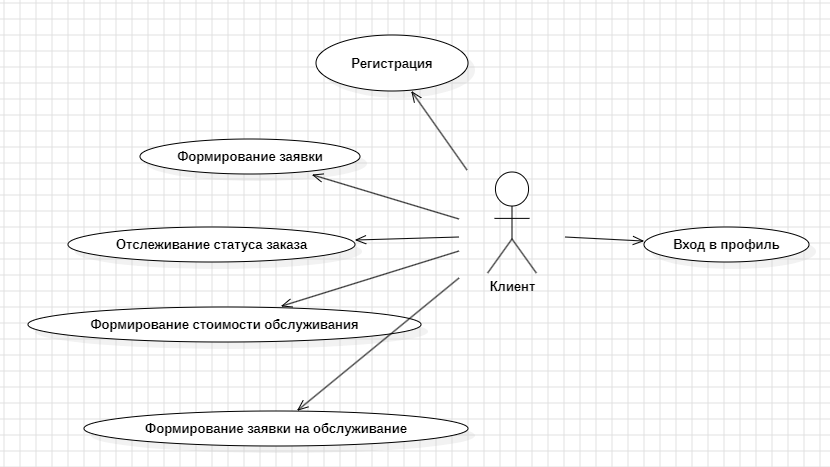 Регистрация
Формирование заявки
Отслеживание статуса заказа
Вход в профиль
Клиент
Формирование стоимости обслуживания
Формирование заявки на обслуживание